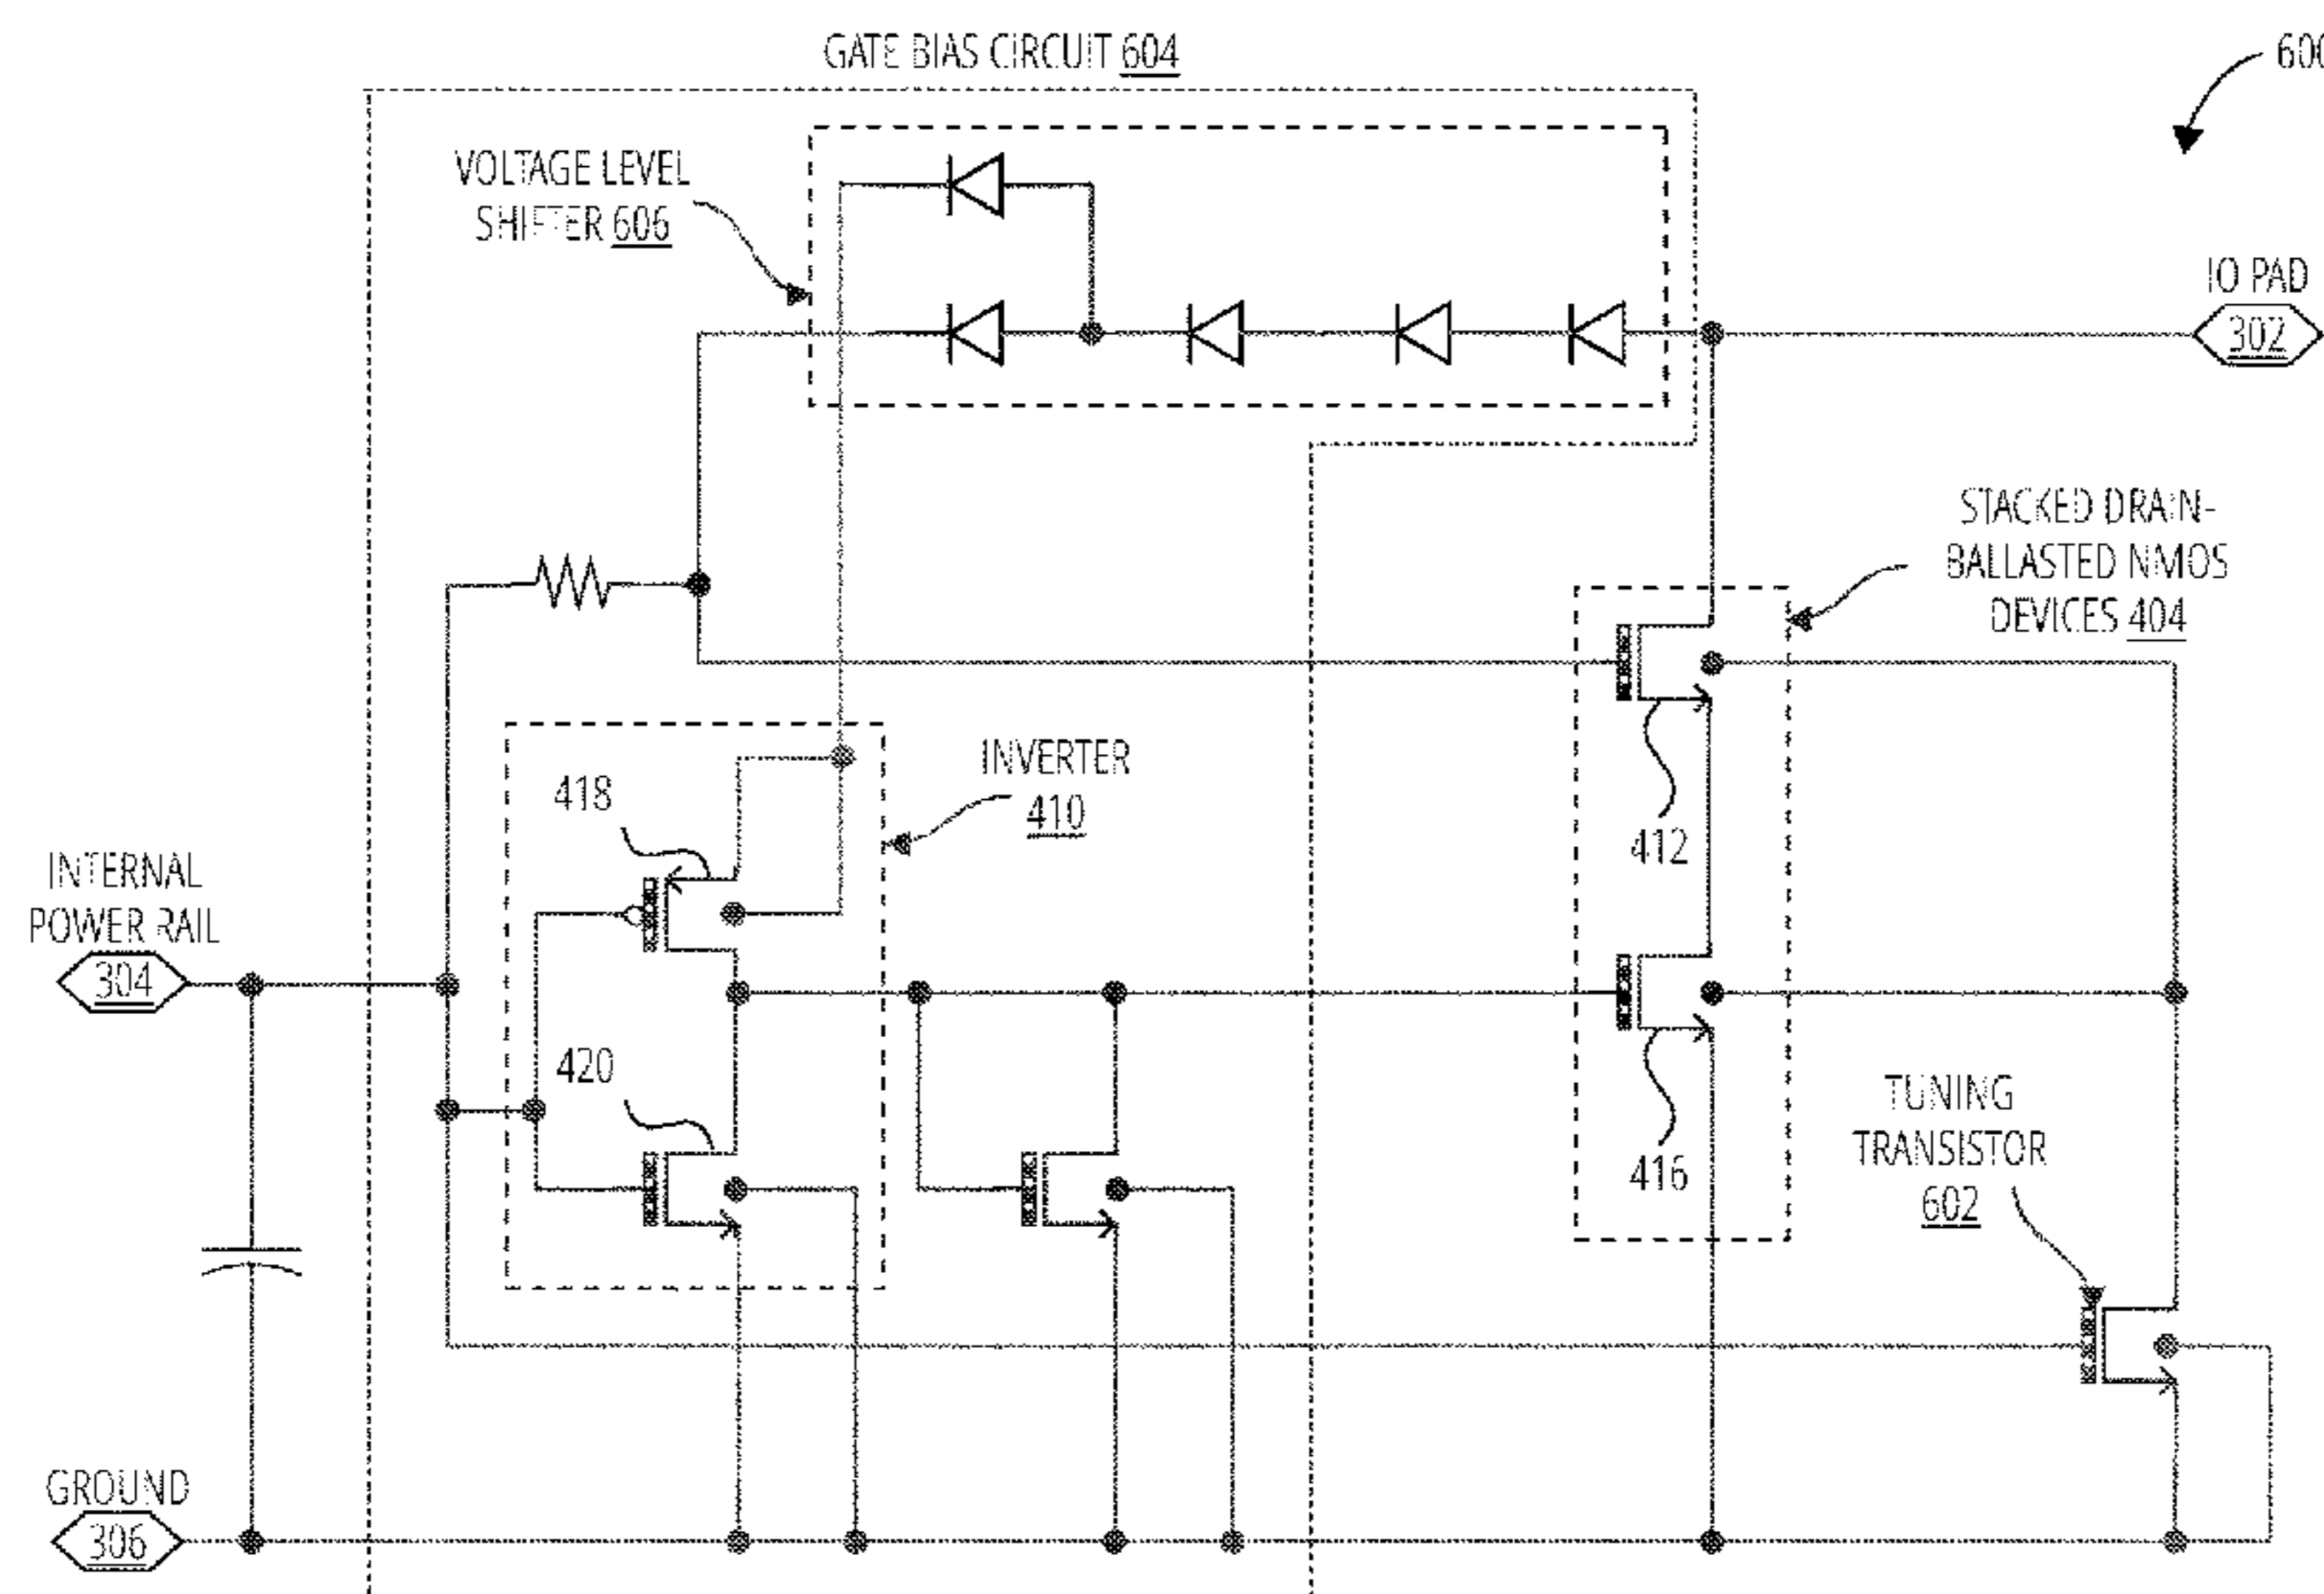 GATE BIAS CIRCUIT 604
600
VOLTAGE LEVEL
SHIFTER 606
IO PAD
302
STACKED DRAIN-
BALLASTED NMOS
DEVICES 404
INVERTER
410
418
412
INTERNAL
POWER RAIL
304
420
416
TUNING
TRANSISTOR
602
GROUND
306